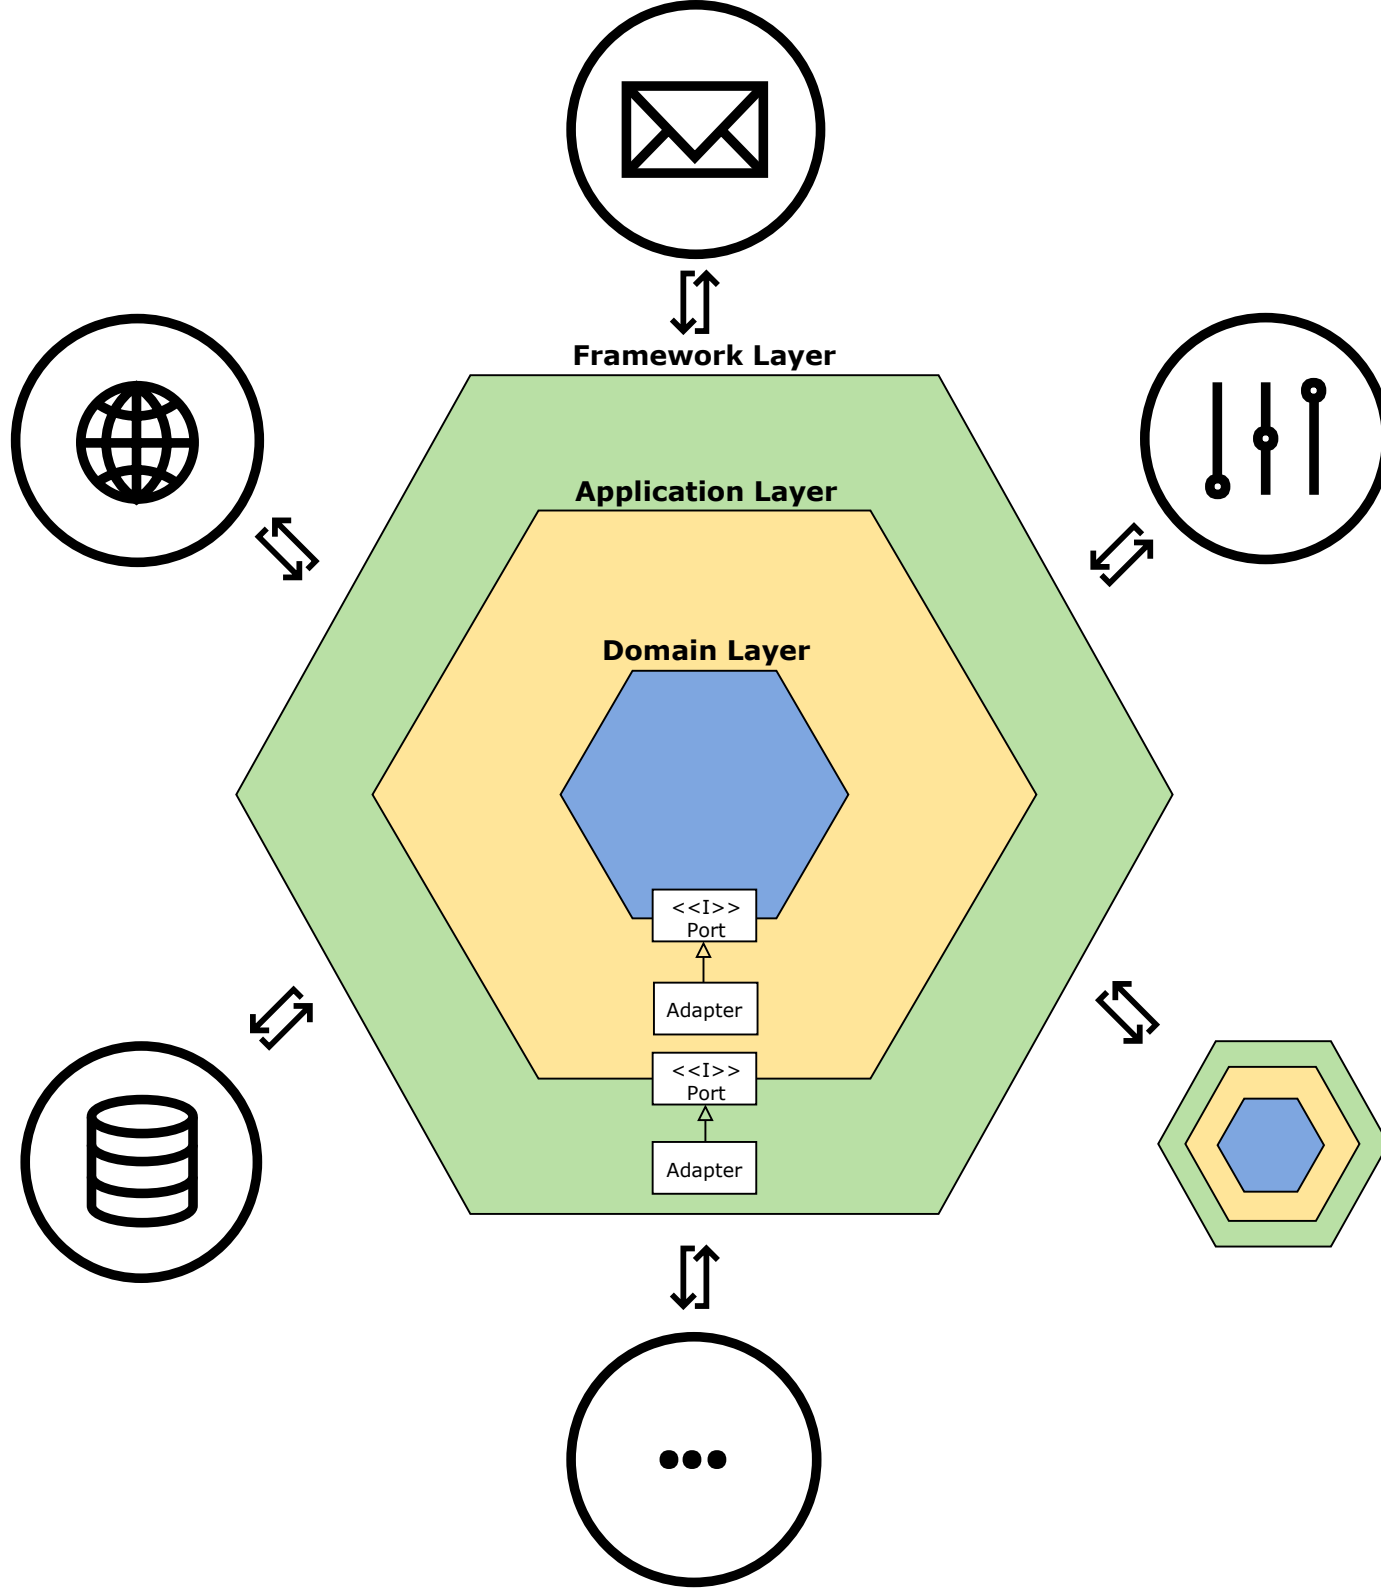 Framework Layer
Application Layer
Domain Layer
<<I>>
Port
Adapter
<<I>>
Port
Adapter